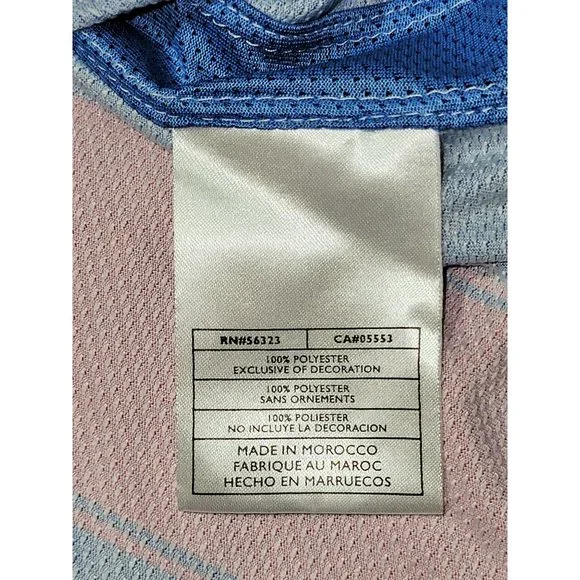 RN#56323 CA#05553
100% POLYESTER
EXCLUSIVE OF DECORATION
100% POLYESTER
SANS ORNEMENTS
100% POLIESTER
NO INCLUYE LA DECORACION
MADE IN MOROCCO
FABRIQUE AU MAROC
HECHO EN MARRUECOS